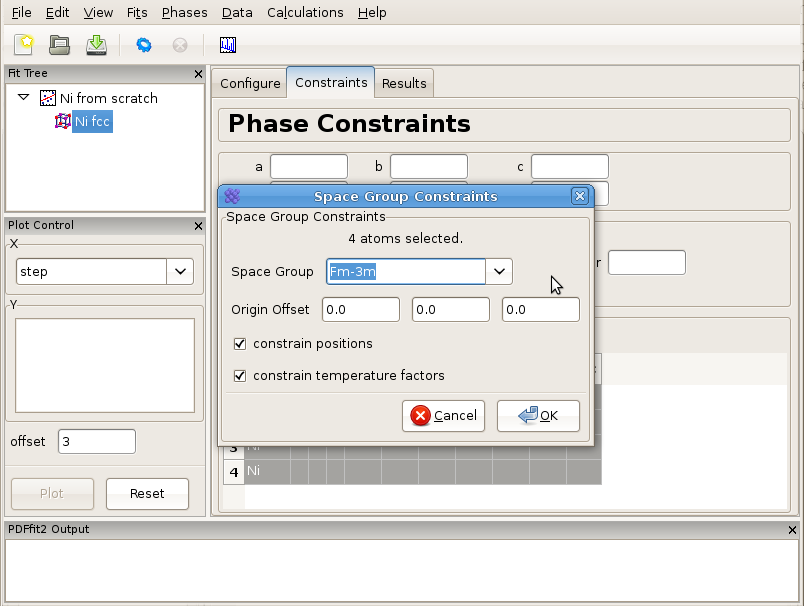 File Edit View Fits Phases Data Calculations Help
Fit Tree
Ni from scratch
Ni fcc
Plot Control
X
step
Y
offset 3
Plot Reset
Configure Constraints Results
Phase Constraints
a b c
r
Space Group Constraints
Space Group Constraints
4 atoms selected.
Space Group Fm-3m
Origin Offset 0.0 0.0 0.0
constrain positions
constrain temperature factors
Cancel OK
3 Ni
4 Ni
PDFfit2 Output